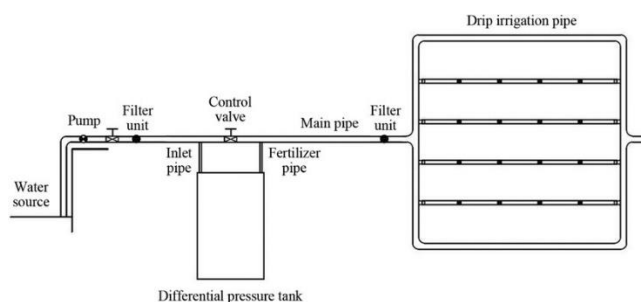 Drip irrigation pipe
Pump
Filter
unit
Control
valve
Main pipe
Filter
unit
Inlet
pipe
Fertilizer
pipe
Water
source
Differential pressure tank